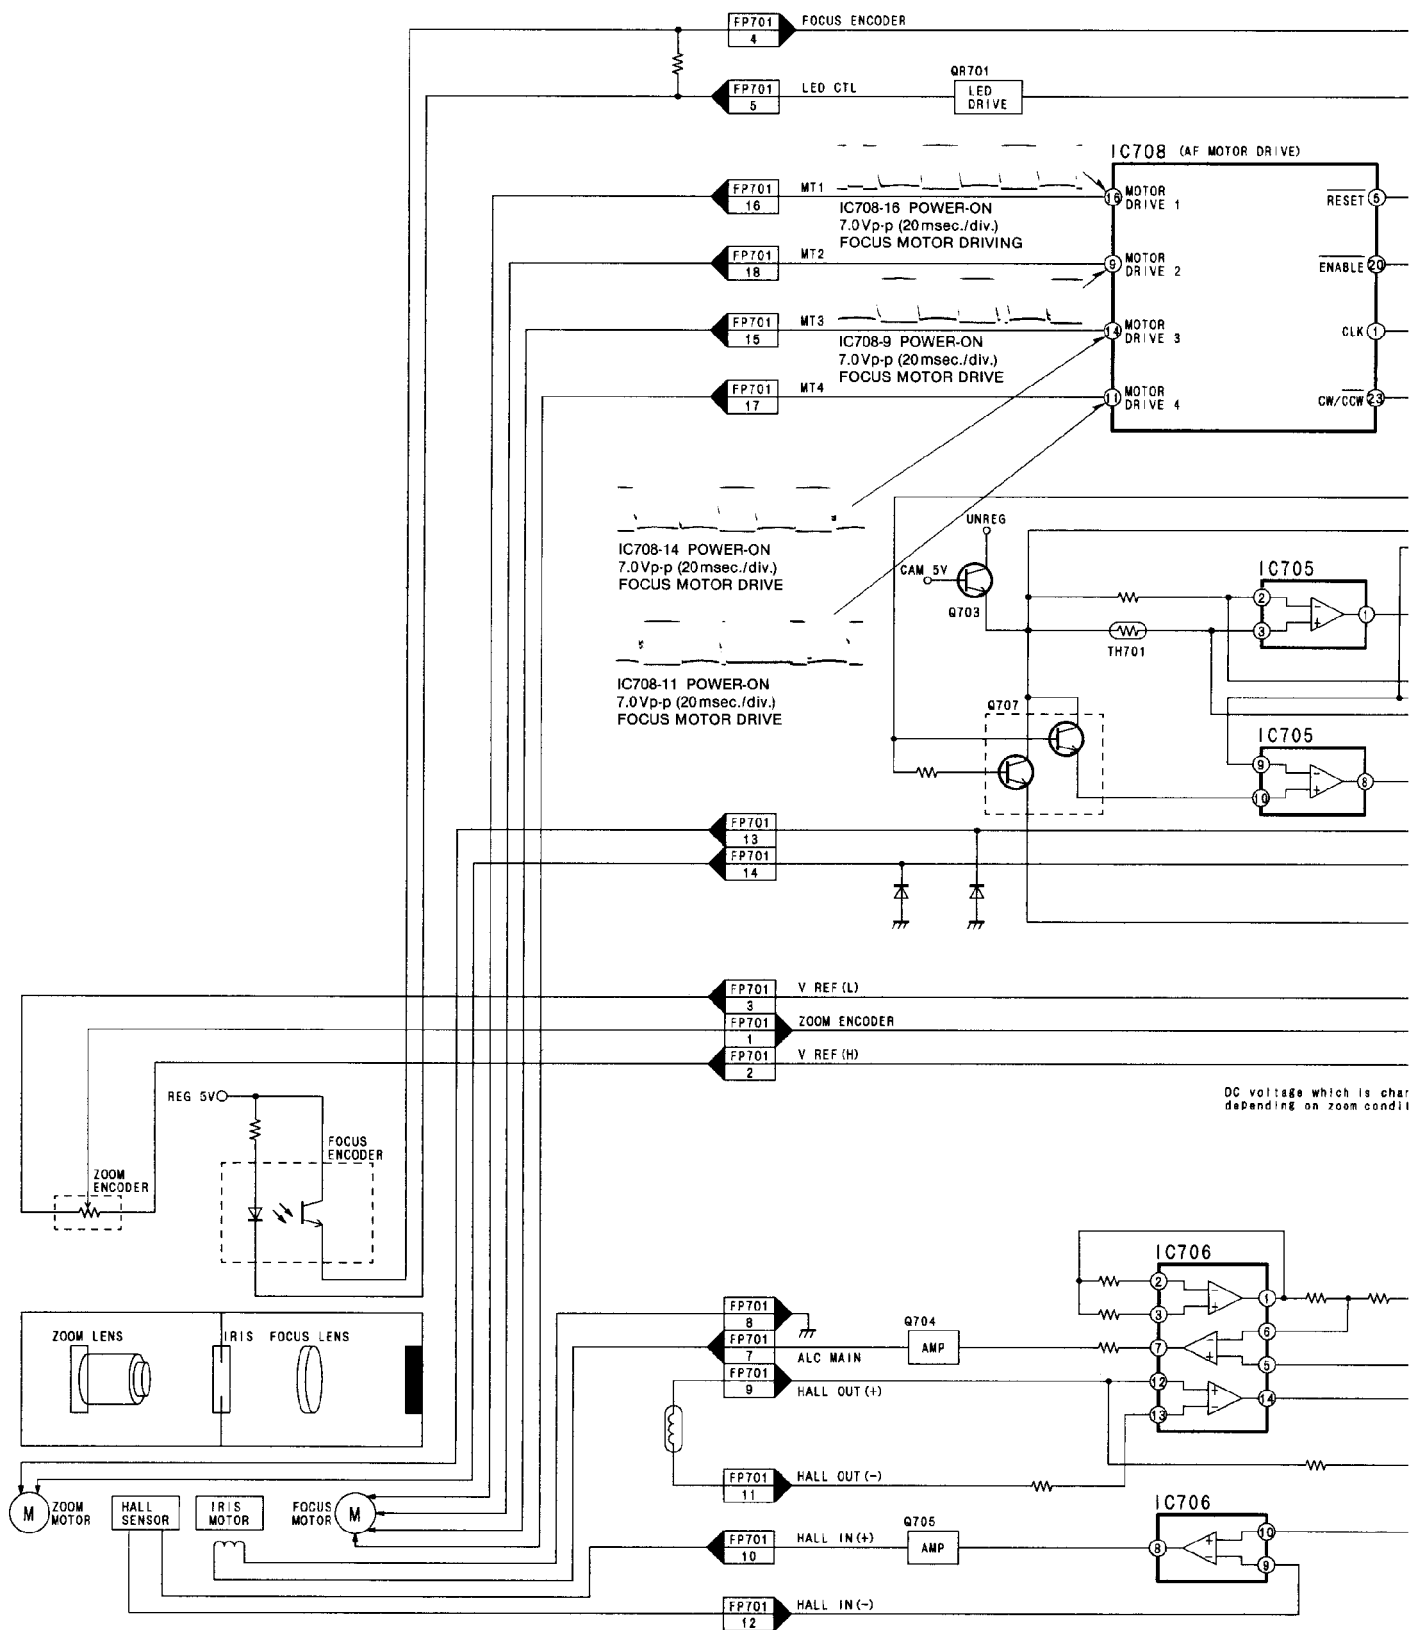 FP701 FOCUS ENCODER
4
QR701
FP701 LED CTL LED DRIVE
5
IC708 (AF MOTOR DRIVE)
FP701 MT1 16 MOTOR DRIVE 1 RESET 5
16
IC708-16 POWER-ON
7.0Vp-p (20msec./div.)
FOCUS MOTOR DRIVING
FP701 MT2 9 MOTOR DRIVE 2 ENABLE 20
18
FP701 MT3 14 MOTOR DRIVE 3 CLK 1
15
IC708-9 POWER-ON
7.0Vp-p (20msec./div.)
FOCUS MOTOR DRIVE
FP701 MT4 11 MOTOR DRIVE 4 CW/CCW 23
17
IC708-14 POWER-ON
7.0Vp-p (20msec./div.)
FOCUS MOTOR DRIVE
UNREG
CAM 5V
Q703
IC705
2 - 1
3 +
TH701
IC708-11 POWER-ON
7.0Vp-p (20msec./div.)
FOCUS MOTOR DRIVE
Q707
IC705
9 - 8
10 +
FP701
13
FP701
14
FP701 V REF(L)
3
FP701 ZOOM ENCODER
1
FP701 V REF(H)
2
DC voltage which is char
depending on zoom condit
REG 5V
FOCUS
ENCODER
ZOOM
ENCODER
IC706
2 - 1
3 +
6 - 7
5 +
12 + 14
13 -
FP701
8
FP701 ALC MAIN
7
Q704
AMP
FP701 HALL OUT(+)
9
ZOOM LENS IRIS FOCUS LENS
FP701 HALL OUT(-)
11
M ZOOM MOTOR
HALL SENSOR
IRIS MOTOR
FOCUS MOTOR M
Q705
FP701 HALL IN(+) AMP
10
IC706
8 + 10
- 9
FP701 HALL IN(-)
12